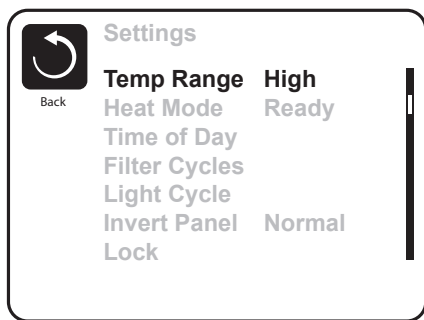 Settings
Back
Temp Range High
Heat Mode Ready
Time of Day
Filter Cycles
Light Cycle
Invert Panel Normal
Lock